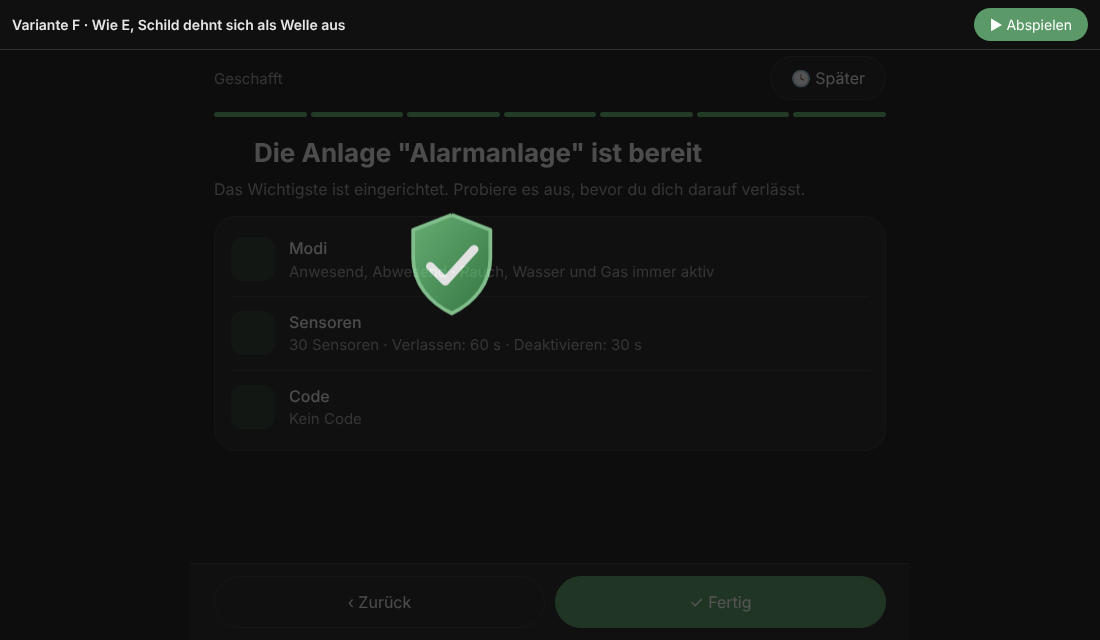 Variante F · Wie E, Schild dehnt sich als Welle aus
▶ Abspielen
Geschafft
Später
Die Anlage "Alarmanlage" ist bereit
Das Wichtigste ist eingerichtet. Probiere es aus, bevor du dich darauf verlässt.
Modi
Anwesend, Abwesend · Rauch, Wasser und Gas immer aktiv
Sensoren
30 Sensoren · Verlassen: 60 s · Deaktivieren: 30 s
Code
Kein Code
‹ Zurück
✓ Fertig